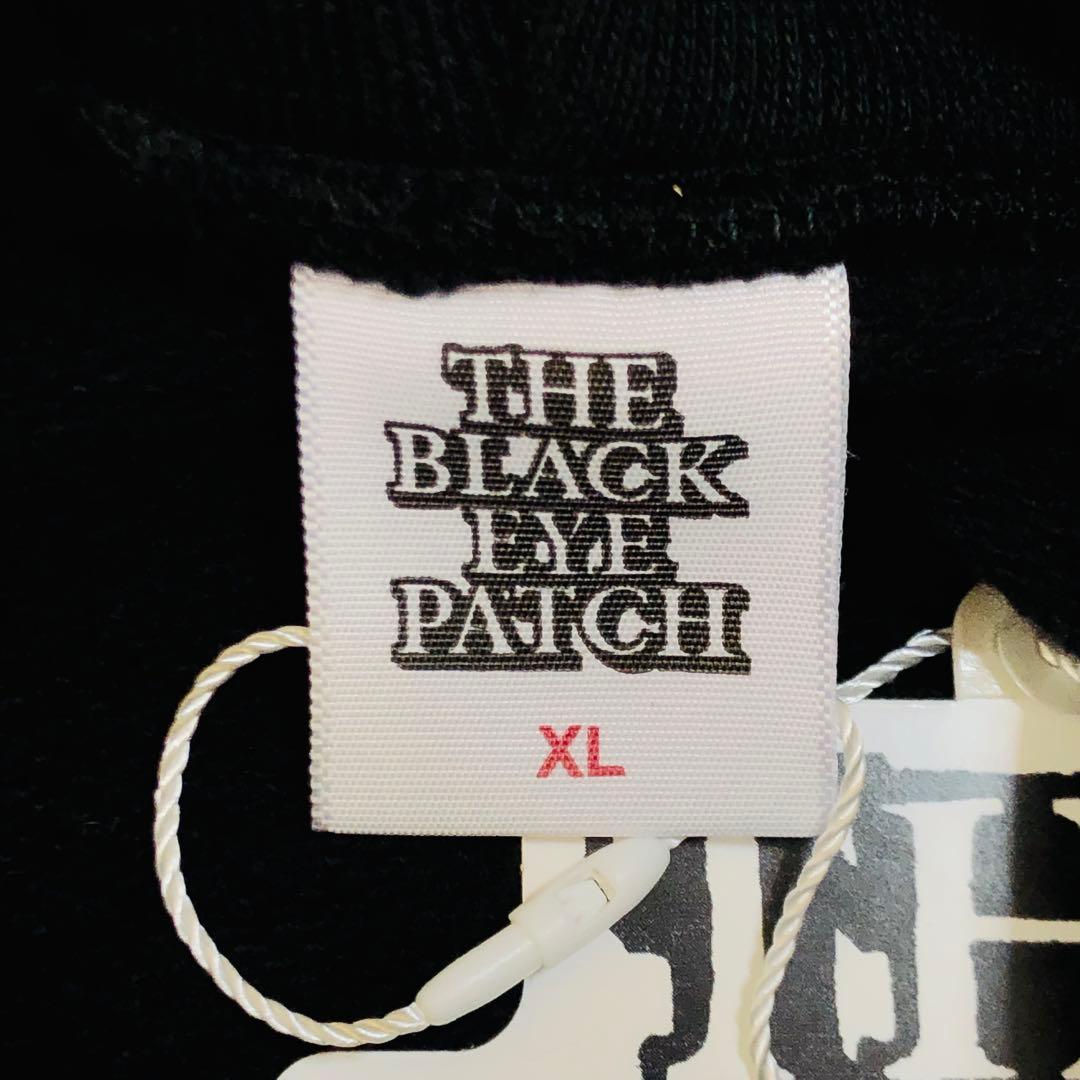 THE
BLACK
EYE
PATCH
XL